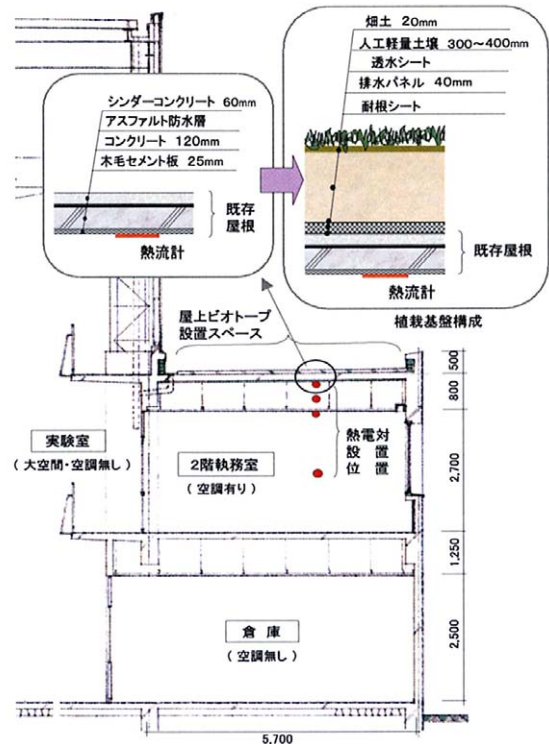 畑土 20mm
人工軽量土壌 300～400mm
透水シート
排水パネル 40mm
耐根シート
シンダーコンクリート 60mm
アスファルト防水層
コンクリート 120mm
木毛セメント板 25mm
既存
屋根
熱流計
既存屋根
熱流計
植栽基盤構成
屋上ビオトープ
設置スペース
500
800
実験室
(大空間・空調無し)
2階執務室
(空調有り)
熱電対
設置
位置
2,700
1,250
倉庫
(空調無し)
2,500
5,700